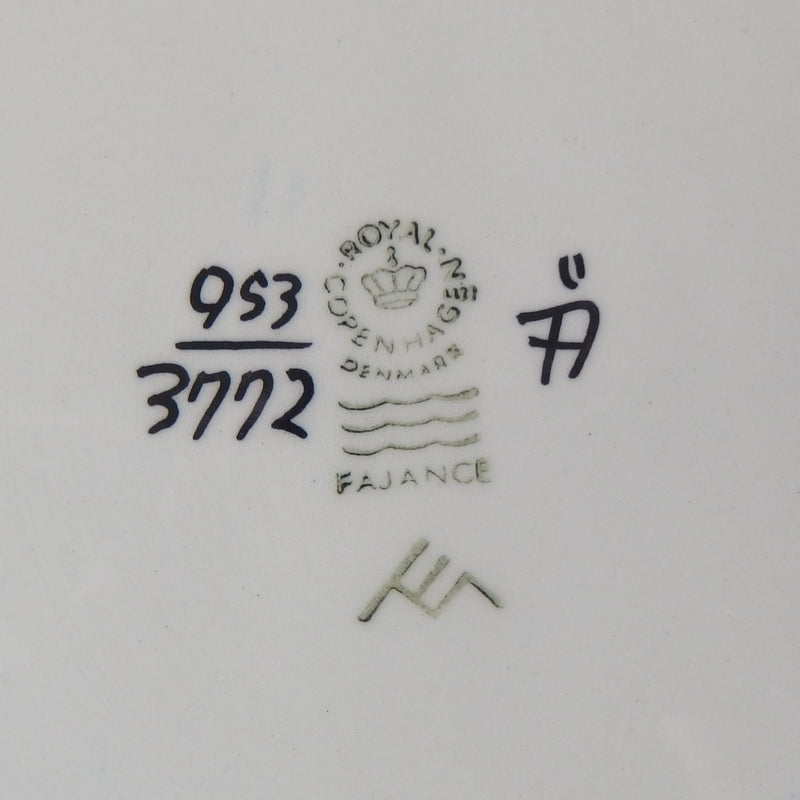 953
3772
ROYAL COPENHAGEN
DENMARK
FAJANCE